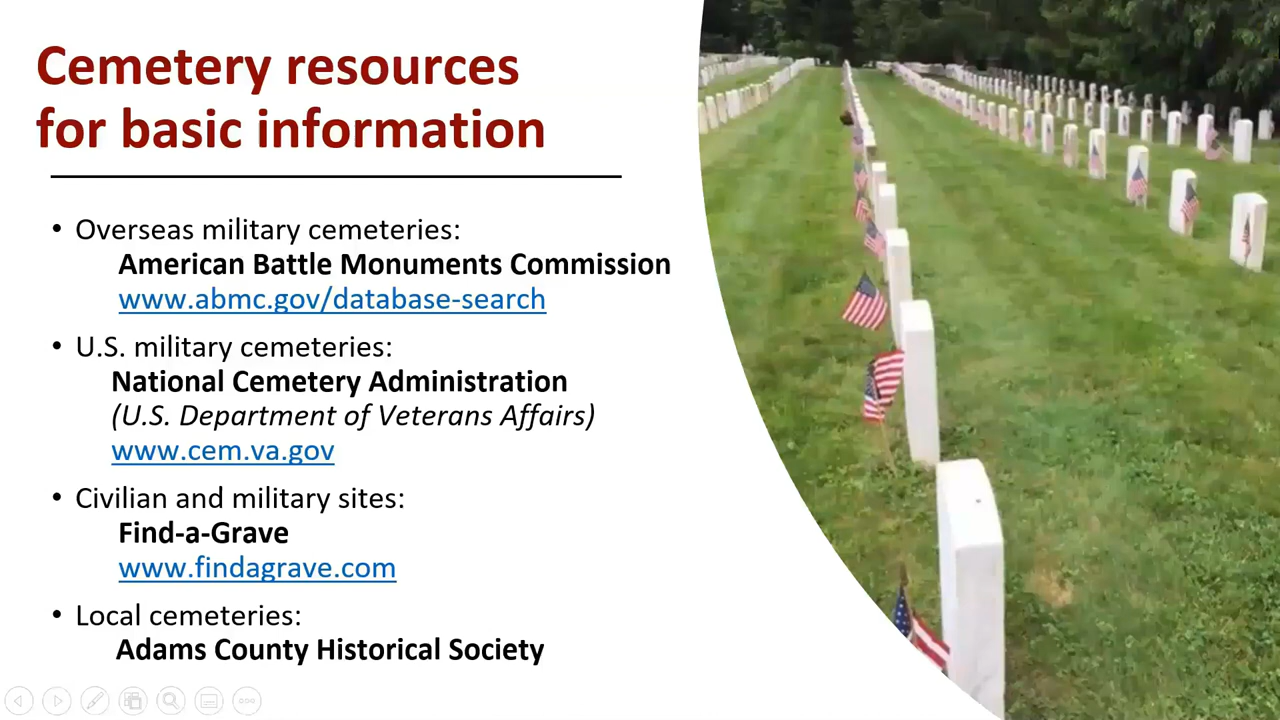 Cemetery resources
for basic information
• Overseas military cemeteries:
American Battle Monuments Commission
www.abmc.gov/database-search
• U.S. military cemeteries:
National Cemetery Administration
(U.S. Department of Veterans Affairs)
www.cem.va.gov
• Civilian and military sites:
Find-a-Grave
www.findagrave.com
• Local cemeteries:
Adams County Historical Society